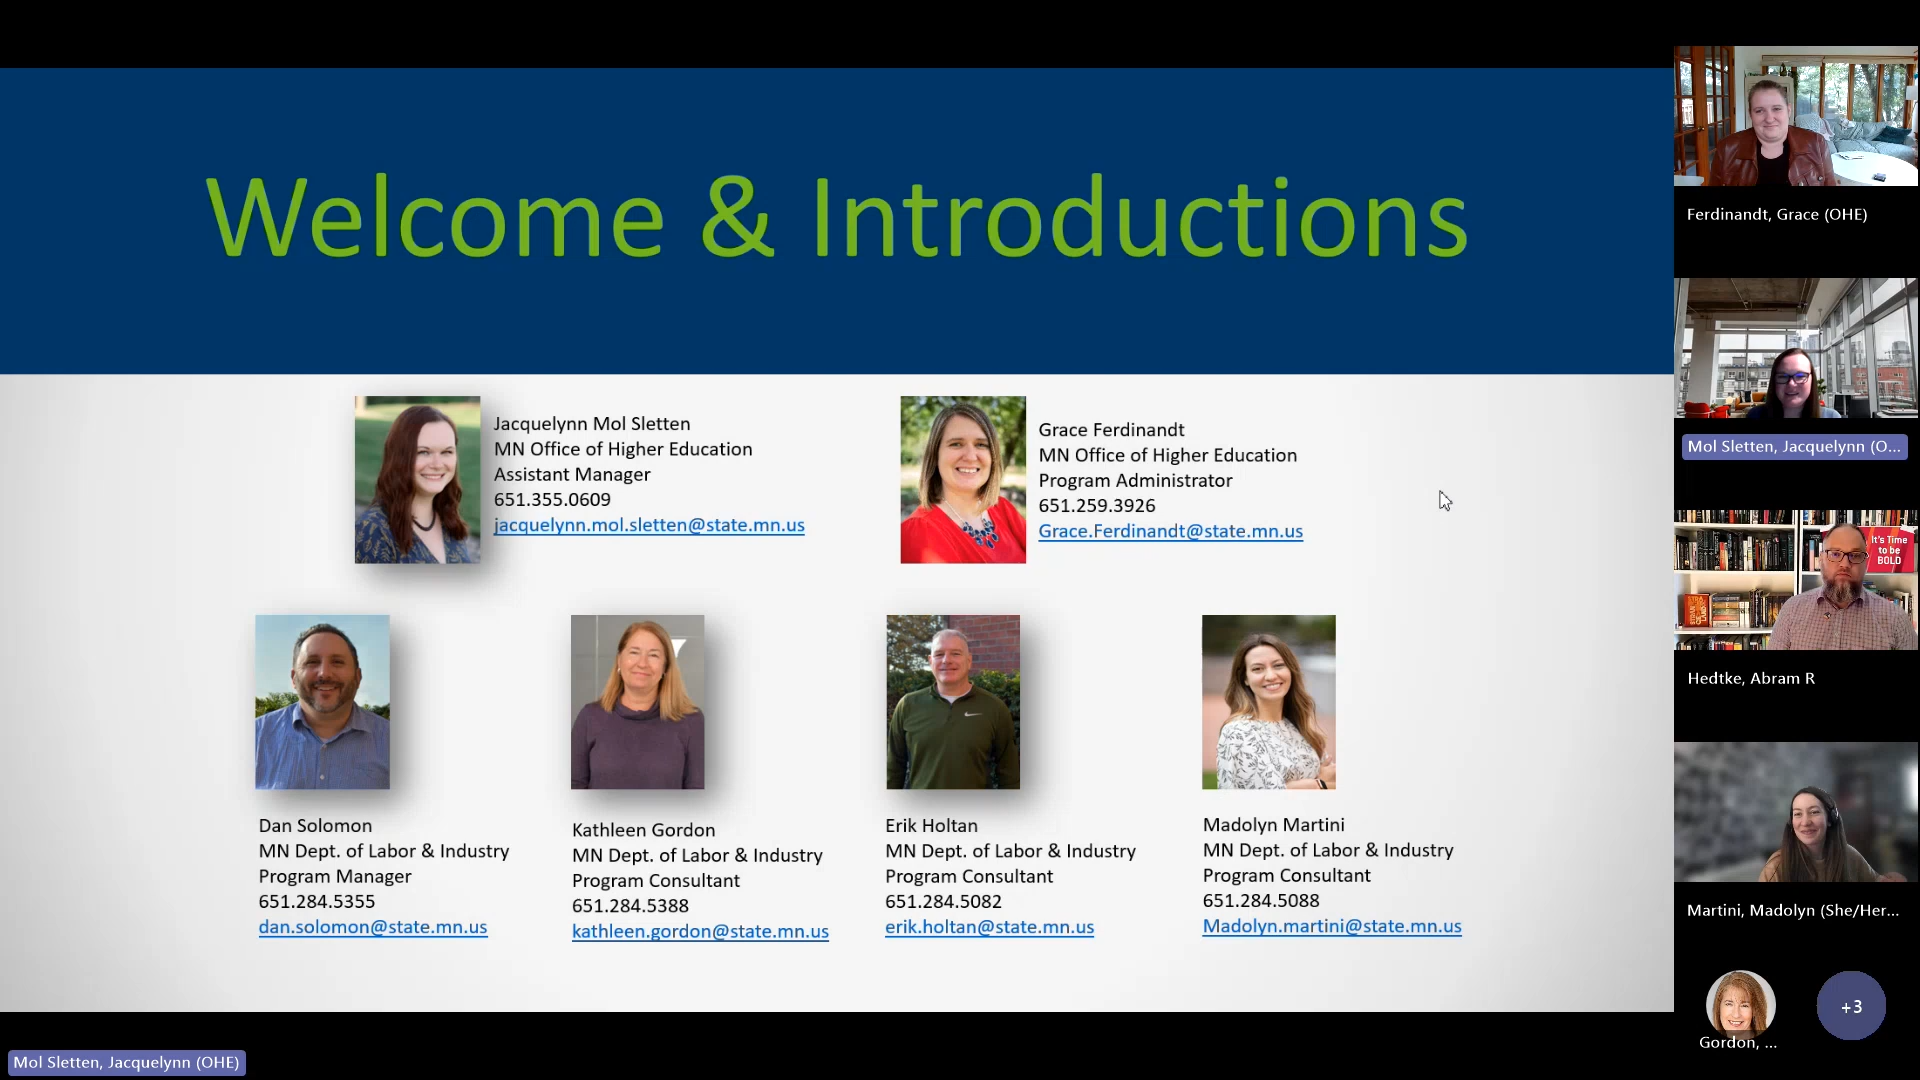 Welcome & Introductions
Jacquelynn Mol Sletten
MN Office of Higher Education
Assistant Manager
651.355.0609
jacquelynn.mol.sletten@state.mn.us
Grace Ferdinandt
MN Office of Higher Education
Program Administrator
651.259.3926
Grace.Ferdinandt@state.mn.us
Dan Solomon
MN Dept. of Labor & Industry
Program Manager
651.284.5355
dan.solomon@state.mn.us
Kathleen Gordon
MN Dept. of Labor & Industry
Program Consultant
651.284.5388
kathleen.gordon@state.mn.us
Erik Holtan
MN Dept. of Labor & Industry
Program Consultant
651.284.5082
erik.holtan@state.mn.us
Madolyn Martini
MN Dept. of Labor & Industry
Program Consultant
651.284.5088
Madolyn.martini@state.mn.us
Ferdinandt, Grace (OHE)
Mol Sletten, Jacquelynn (O...
It's Time
to be
BOLD
Hedtke, Abram R
Martini, Madolyn (She/Her...
Gordon, ...
+3
Mol Sletten, Jacquelynn (OHE)